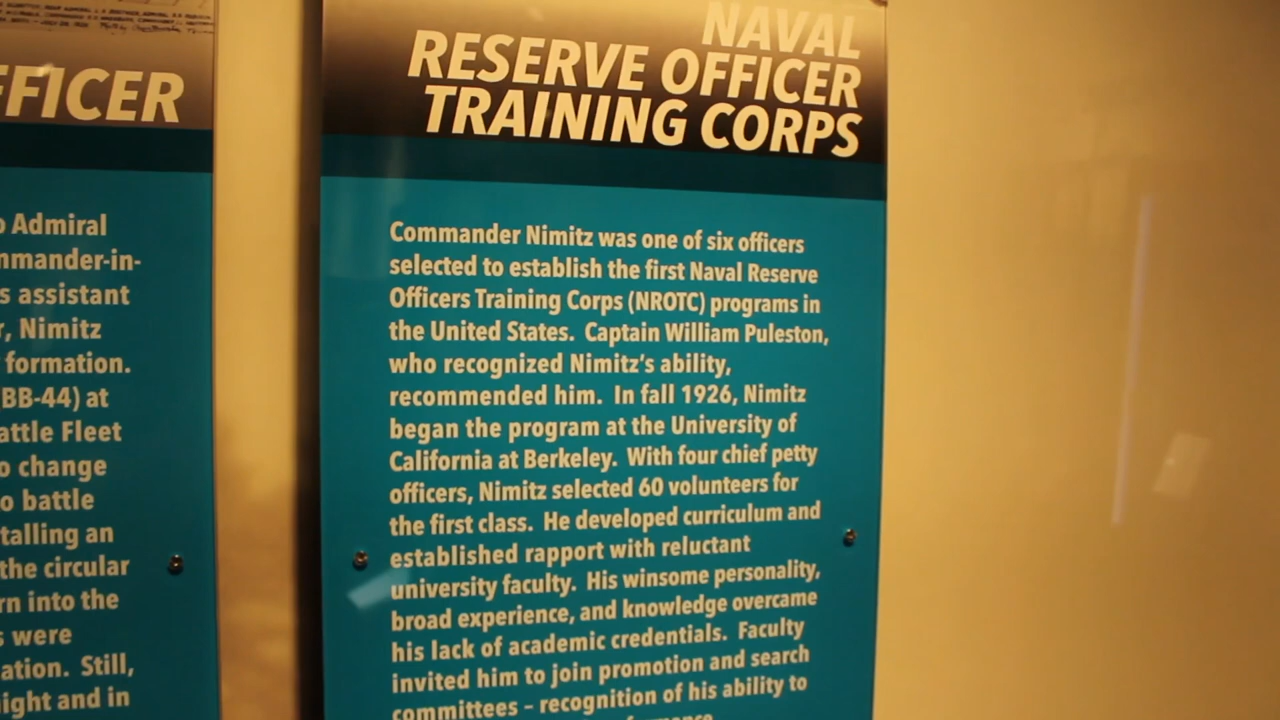 FFICER
Admiral
mmander-in-
s assistant
r, Nimitz
formation.
(BB-44) at
attle Fleet
o change
o battle
talling an
the circular
rn into the
s were
ation. Still,
ight and in
NAVAL
RESERVE OFFICER
TRAINING CORPS
Commander Nimitz was one of six officers
selected to establish the first Naval Reserve
Officers Training Corps (NROTC) programs in
the United States. Captain William Puleston,
who recognized Nimitz's ability,
recommended him. In fall 1926, Nimitz
began the program at the University of
California at Berkeley. With four chief petty
officers, Nimitz selected 60 volunteers for
the first class. He developed curriculum and
established rapport with reluctant
university faculty. His winsome personality,
broad experience, and knowledge overcame
his lack of academic credentials. Faculty
invited him to join promotion and search
committees – recognition of his ability to